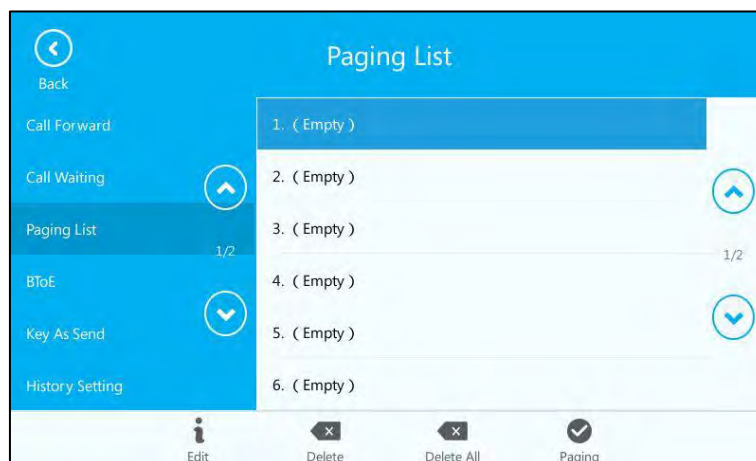 Paging List
Back
Call Forward
Call Waiting
Paging List
1/2
BToE
Key As Send
History Setting
1. ( Empty )
2. ( Empty )
3. ( Empty )
4. ( Empty )
5. ( Empty )
6. ( Empty )
1/2
Edit
Delete
Delete All
Paging